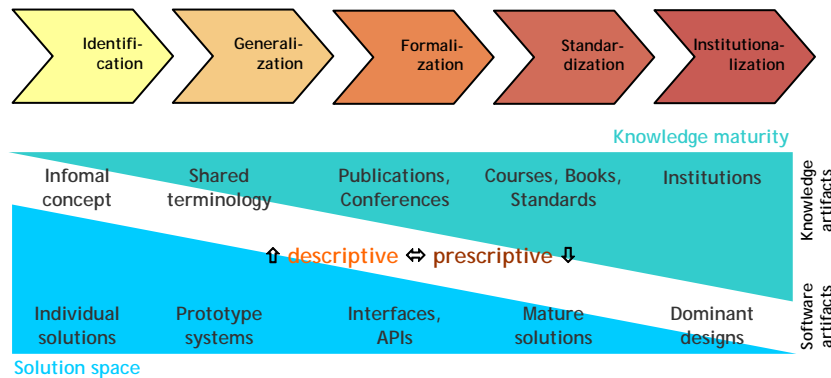 Identifi-
cation
Generali-
zation
Formali-
zation
Standar-
dization
Institutiona-
lization
Knowledge maturity
Infomal
concept
Shared
terminology
Publications,
Conferences
Courses, Books,
Standards
Institutions
Knowledge
artifacts
⇧ descriptive ⇔ prescriptive ⇩
Individual
solutions
Prototype
systems
Interfaces,
APIs
Mature
solutions
Dominant
designs
Software
artifacts
Solution space